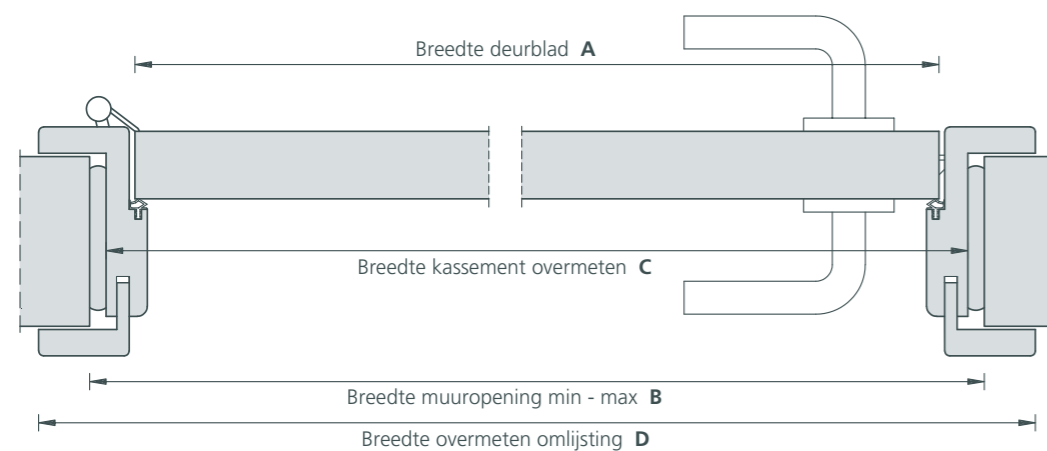 Breedte deurblad A
Breedte kassement overmeten C
Breedte muuropening min - max B
Breedte overmeten omlijsting D